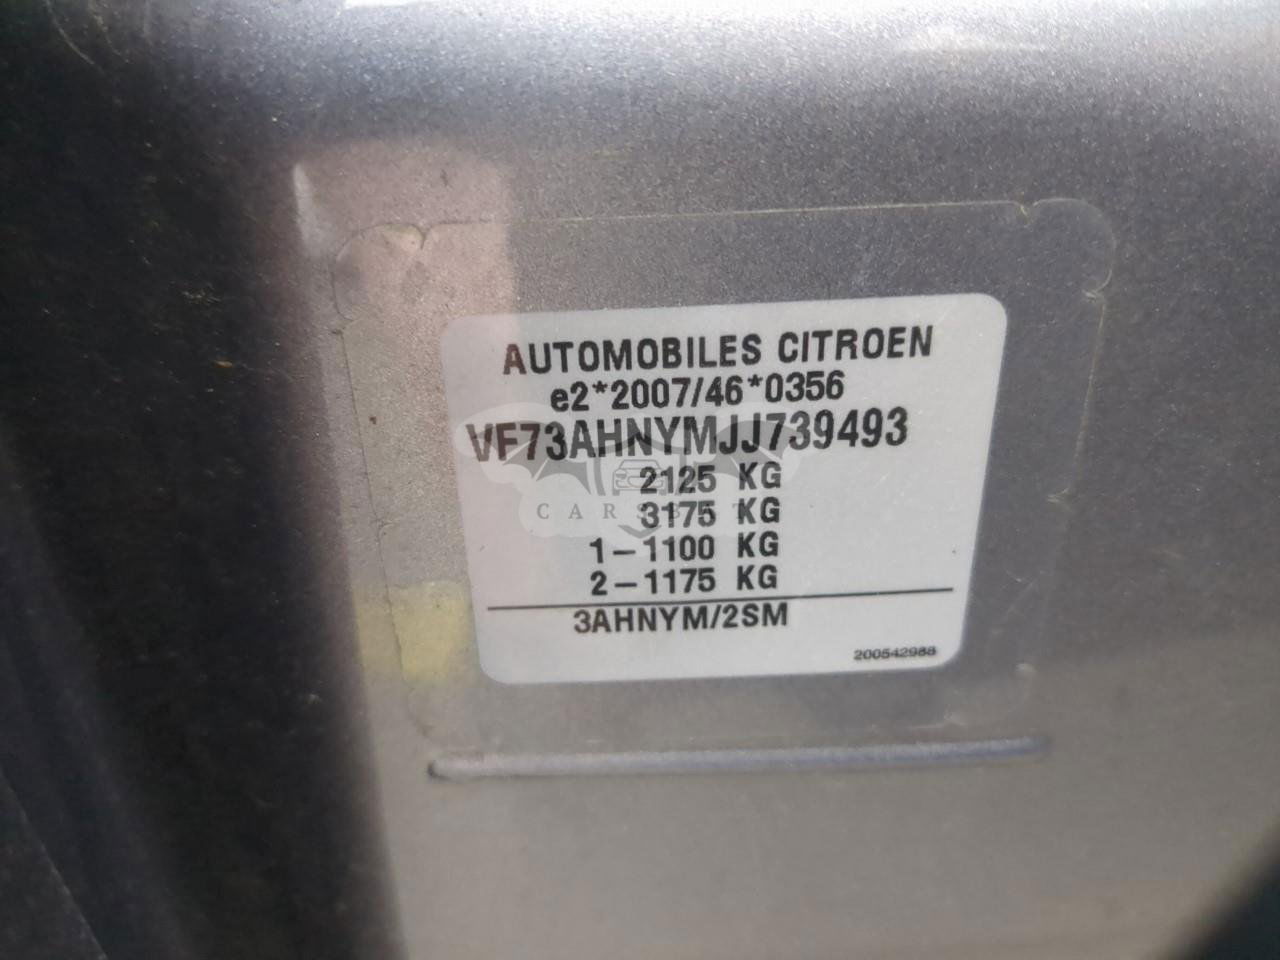 AUTOMOBILES CITROEN
e2*2007/46*0356
VF73AHNYMJJ739493
2125 KG
3175 KG
CARSBAT
1-1100 KG
2-1175 KG
3AHNYM/2SM
200542988